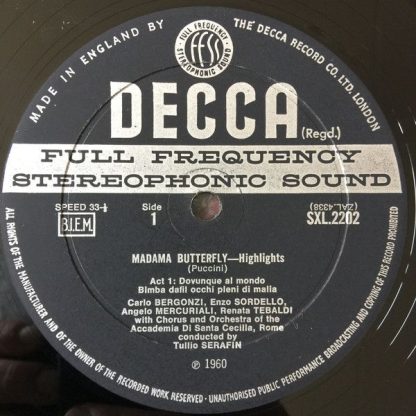 MADE IN ENGLAND BY
THE DECCA RECORD CO. LTD. LONDON
FULL FREQUENCY
FFSS
STEREOPHONIC SOUND
DECCA
(Regd.)
FULL FREQUENCY
STEREOPHONIC SOUND
SPEED 33⅓
Side
1
(ZAL.4338)
B.I.E.M.
SXL.2202
MADAMA BUTTERFLY—Highlights
(Puccini)
Act 1: Dovunque al mondo
Bimba dafll occhi pieni di malia
Carlo BERGONZI, Enzo SORDELLO,
Angelo MERCURIALI, Renata TEBALDI
with Chorus and Orchestra of the
Accademia Di Santa Cecilia, Rome
conducted by
Tullio SERAFIN
℗ 1960
ALL RIGHTS OF THE MANUFACTURER AND OF THE OWNER OF THE RECORDED WORK RESERVED · UNAUTHORISED PUBLIC PERFORMANCE BROADCASTING AND COPYING OF THIS RECORD PROHIBITED